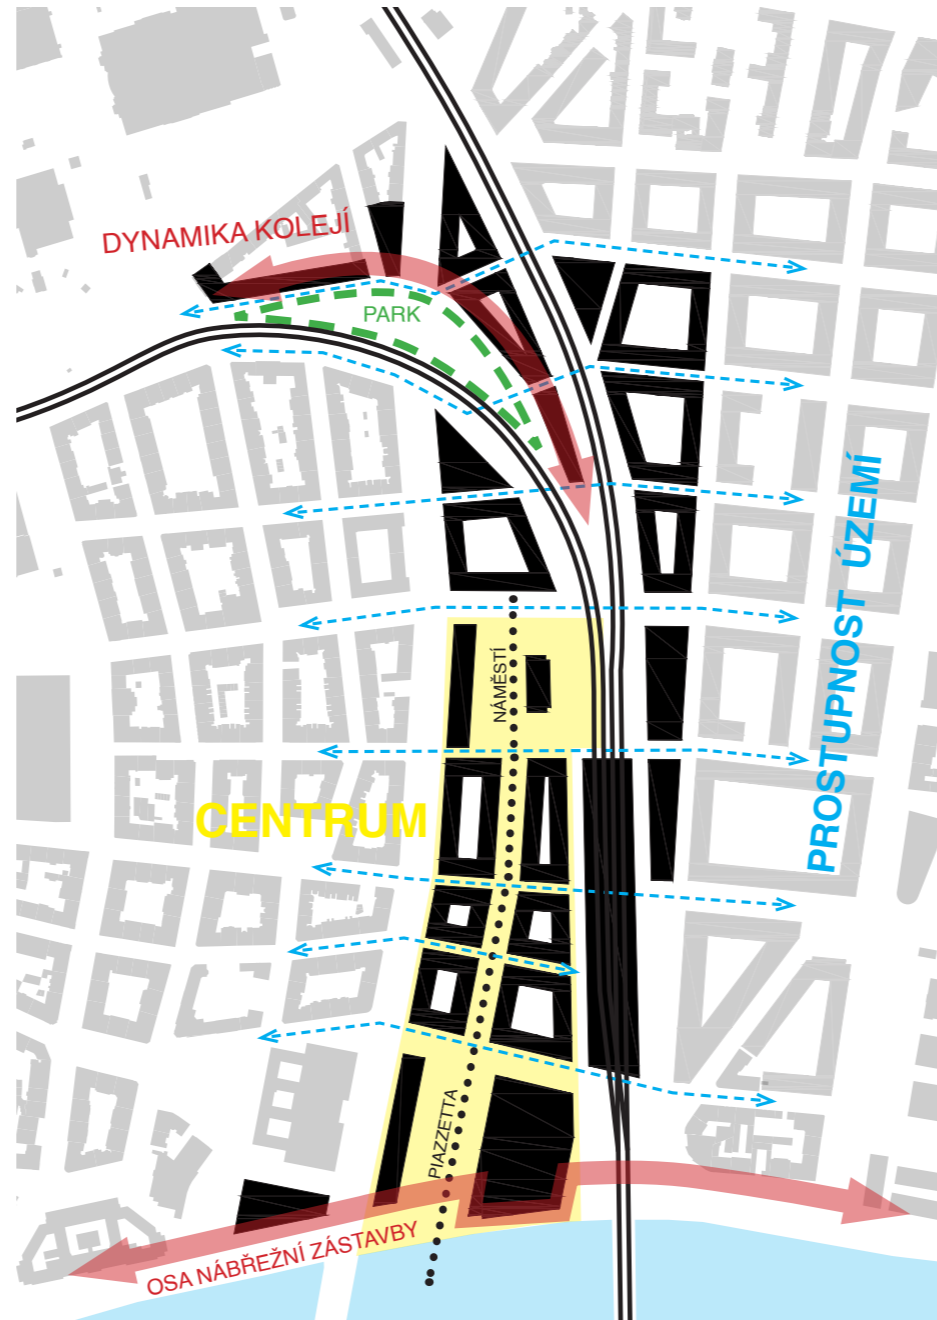 DYNAMIKA KOLEJÍ
PARK
PROSTUPNOST ÚZEMÍ
NÁMĚSTÍ
CENTRUM
PIAZZETTA
OSA NÁBŘEŽNÍ ZÁSTAVBY